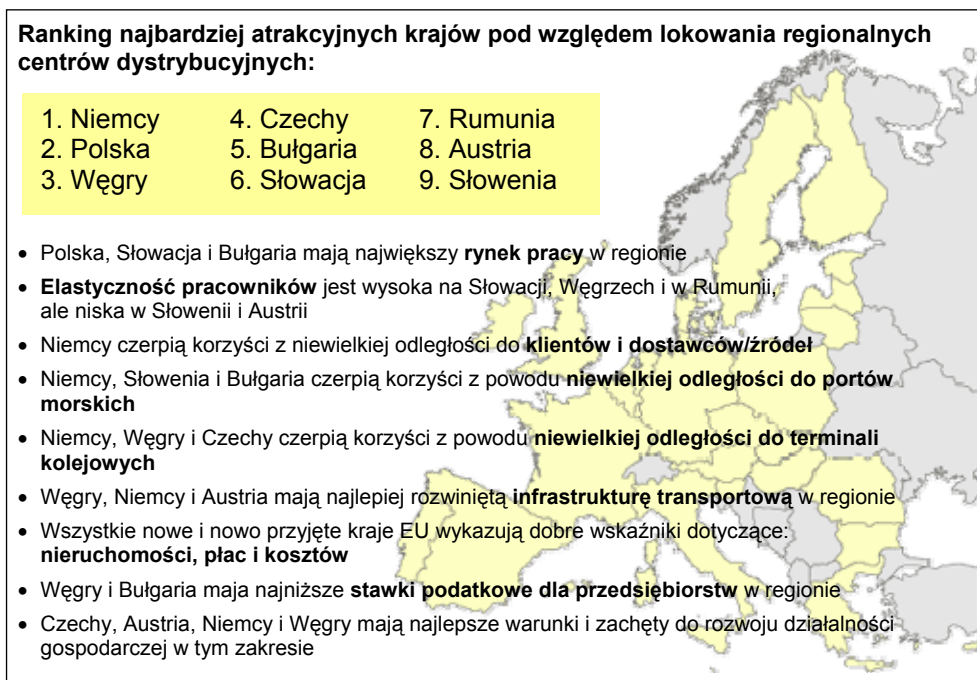 Ranking najbardziej atrakcyjnych krajów pod względem lokowania regionalnych
centrów dystrybucyjnych:
1. Niemcy 4. Czechy 7. Rumunia
2. Polska 5. Bułgaria 8. Austria
3. Węgry 6. Słowacja 9. Słowenia
• Polska, Słowacja i Bułgaria mają największy rynek pracy w regionie
• Elastyczność pracowników jest wysoka na Słowacji, Węgrzech i w Rumunii,
ale niska w Słowenii i Austrii
• Niemcy czerpią korzyści z niewielkiej odległości do klientów i dostawców/źródeł
• Niemcy, Słowenia i Bułgaria czerpią korzyści z powodu niewielkiej odległości do portów
morskich
• Niemcy, Węgry i Czechy czerpią korzyści z powodu niewielkiej odległości do terminali
kolejowych
• Węgry, Niemcy i Austria mają najlepiej rozwiniętą infrastrukturę transportową w regionie
• Wszystkie nowe i nowo przyjęte kraje EU wykazują dobre wskaźniki dotyczące:
nieruchomości, płac i kosztów
• Węgry i Bułgaria maja najniższe stawki podatkowe dla przedsiębiorstw w regionie
• Czechy, Austria, Niemcy i Węgry mają najlepsze warunki i zachęty do rozwoju działalności
gospodarczej w tym zakresie